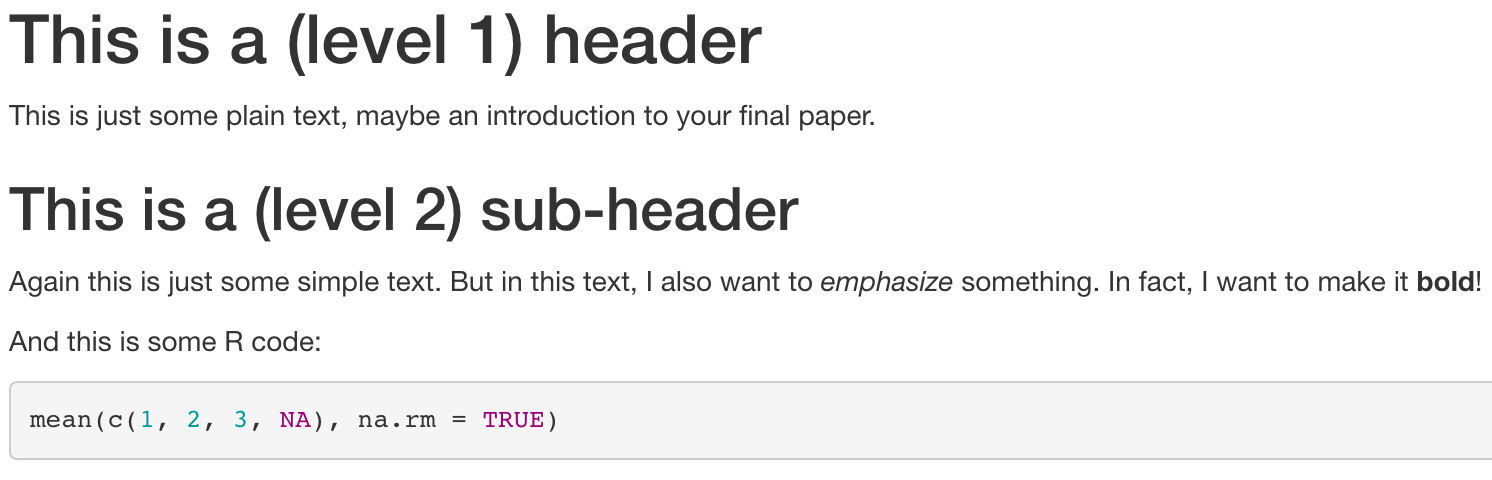 This is a (level 1) header
This is just some plain text, maybe an introduction to your final paper.
This is a (level 2) sub-header
Again this is just some simple text. But in this text, I also want to emphasize something. In fact, I want to make it bold!
And this is some R code:
mean(c(1, 2, 3, NA), na.rm = TRUE)